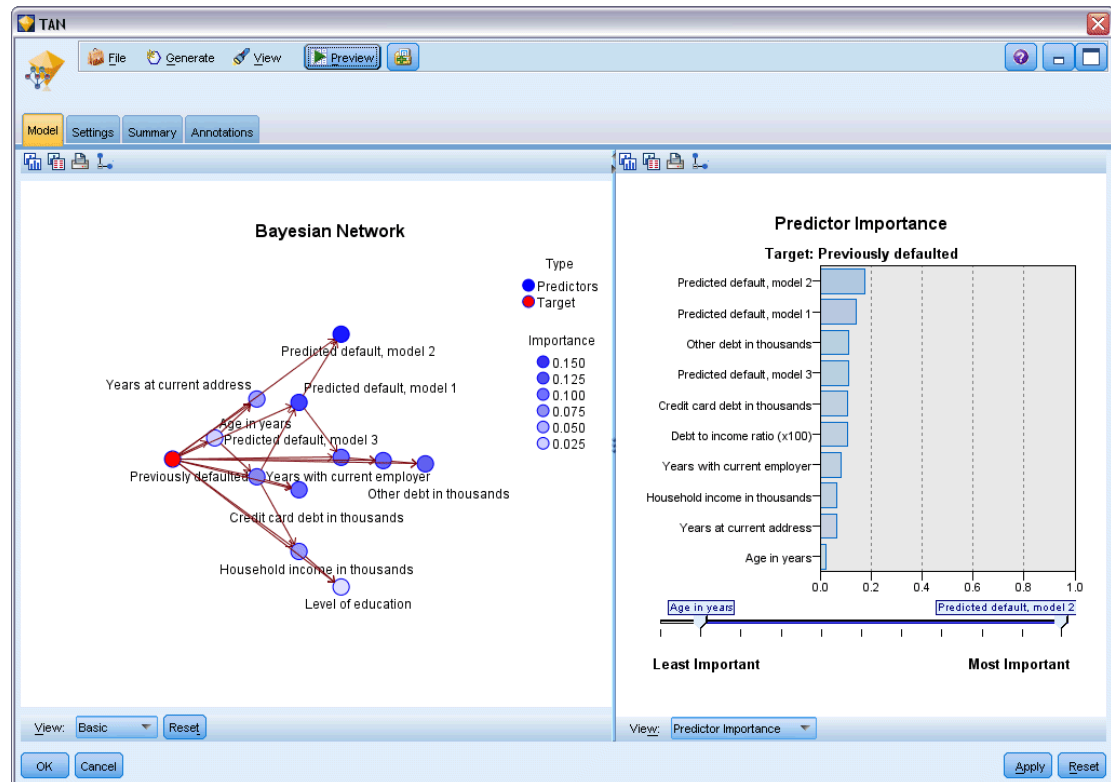 TAN
File Generate View Preview
Model Settings Summary Annotations
Bayesian Network
Type
Predictors
Target
Importance
0.150
0.125
0.100
0.075
0.050
0.025
Predicted default, model 2
Years at current address
Predicted default, model 1
Age in years
Predicted default, model 3
Previously defaulted
Years with current employer
Other debt in thousands
Credit card debt in thousands
Household income in thousands
Level of education
View: Basic Reset
Predictor Importance
Target: Previously defaulted
Predicted default, model 2
Predicted default, model 1
Other debt in thousands
Predicted default, model 3
Credit card debt in thousands
Debt to income ratio (x100)
Years with current employer
Household income in thousands
Years at current address
Age in years
0.0 0.2 0.4 0.6 0.8 1.0
Age in years Predicted default, model 2
Least Important Most Important
View: Predictor Importance
OK Cancel Apply Reset